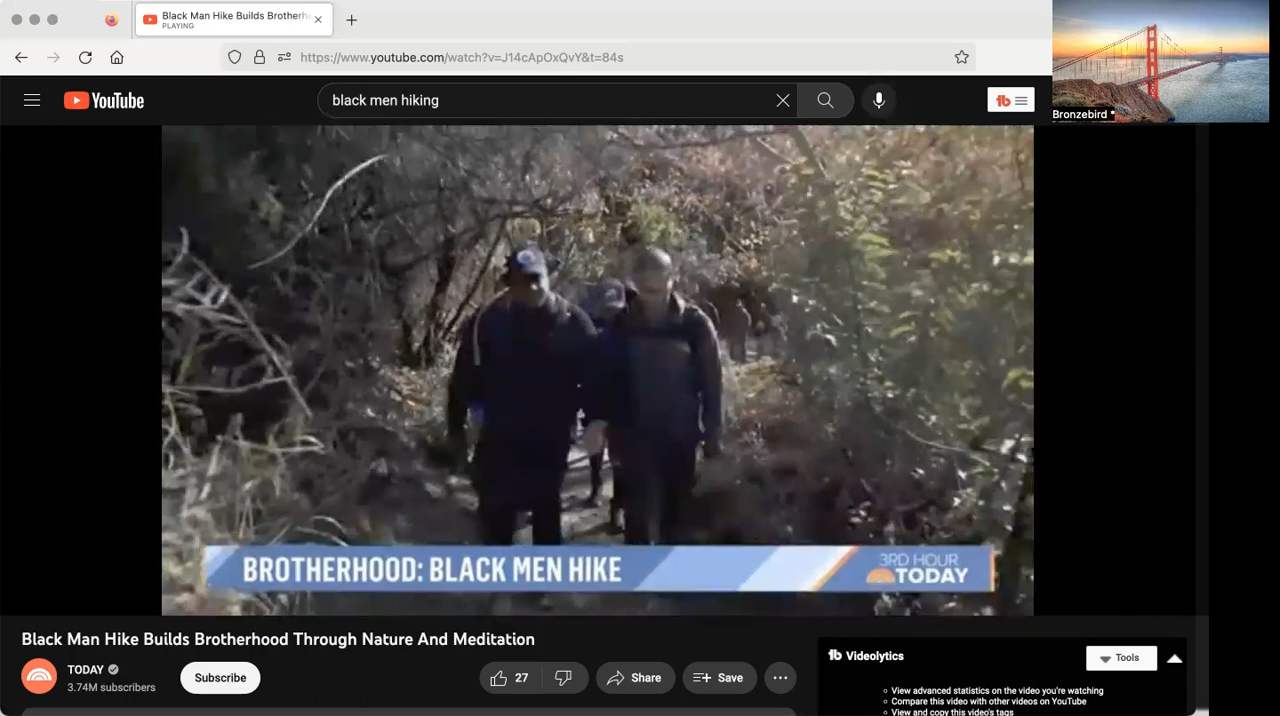 Black Man Hike Builds Brotherh
PLAYING
https://www.youtube.com/watch?v=J14cApOxQvY&t=84s
YouTube
black men hiking
tb
Bronzebird *
BROTHERHOOD: BLACK MEN HIKE
3RD HOUR
TODAY
Black Man Hike Builds Brotherhood Through Nature And Meditation
TODAY
3.74M subscribers
Subscribe
27
Share
Save
tb Videolytics
Tools
View advanced statistics on the video you're watching
Compare this video with other videos on YouTube
View and copy this video's tags